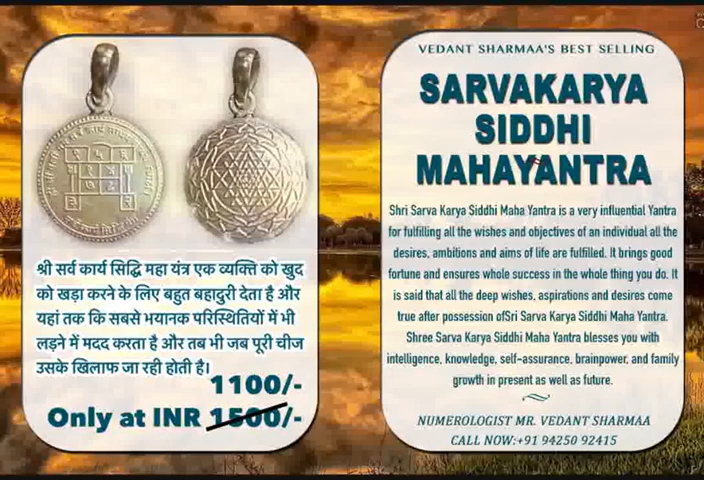 श्री सर्व कार्य सिद्धि महा यंत्र एक व्यक्ति को खुद
को खड़ा करने के लिए बहुत बहादुरी देता है और
यहां तक कि सबसे भयानक परिस्थितियों में भी
लड़ने में मदद करता है और तब भी जब पूरी चीज
उसके खिलाफ जा रही होती है।
1100/-
Only at INR 1500/-
VEDANT SHARMAA'S BEST SELLING
SARVAKARYA
SIDDHI
MAHAYANTRA
Shri Sarva Karya Siddhi Maha Yantra is a very influential Yantra
for fulfilling all the wishes and objectives of an individual all the
desires, ambitions and aims of life are fulfilled. It brings good
fortune and ensures whole success in the whole thing you do. It
is said that all the deep wishes, aspirations and desires come
true after possession ofSri Sarva Karya Siddhi Maha Yantra.
Shree Sarva Karya Siddhi Maha Yantra blesses you with
intelligence, knowledge, self-assurance, brainpower, and family
growth in present as well as future.
NUMEROLOGIST MR. VEDANT SHARMAA
CALL NOW:+91 94250 92415